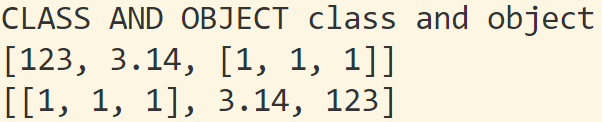 CLASS AND OBJECT class and object
[123, 3.14, [1, 1, 1]]
[[1, 1, 1], 3.14, 123]